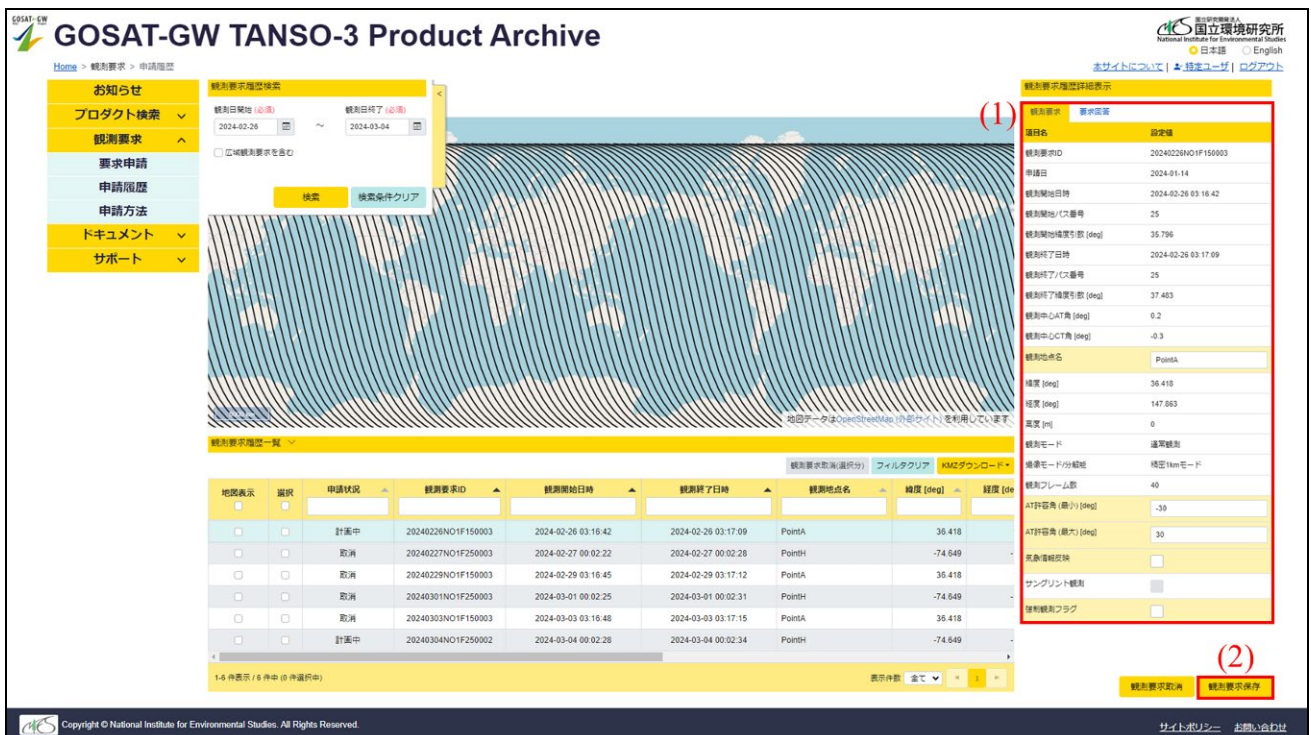 GOSAT-GW
GOSAT-GW TANSO-3 Product Archive
国立研究開発法人
国立環境研究所
National Institute for Environmental Studies
日本語 English
Home > 観測要求 > 申請履歴
本サイトについて | 特定ユーザ | ログアウト
お知らせ
プロダクト検索
観測要求
要求申請
申請履歴
申請方法
ドキュメント
サポート
観測要求履歴検索
<
観測日開始 (必須) 観測日終了 (必須)
2024-02-26 ~ 2024-03-04
広域観測要求を含む
検索 検索条件クリア
地図データはOpenStreetMap (外部サイト) を利用しています
観測要求履歴一覧
観測要求取消(選択分) フィルタクリア KMZダウンロード
地図表示 選択 申請状況 観測要求ID 観測開始日時 観測終了日時 観測地点名 緯度 [deg] 経度 [de
計画中 20240226NO1F150003 2024-02-26 03:16:42 2024-02-26 03:17:09 PointA 36.418
取消 20240227NO1F250003 2024-02-27 00:02:22 2024-02-27 00:02:28 PointH -74.649 -
取消 20240229NO1F150003 2024-02-29 03:16:45 2024-02-29 03:17:12 PointA 36.418
取消 20240301NO1F250003 2024-03-01 00:02:25 2024-03-01 00:02:31 PointH -74.649 -
取消 20240303NO1F150003 2024-03-03 03:16:48 2024-03-03 03:17:15 PointA 36.418
計画中 20240304NO1F250002 2024-03-04 00:02:28 2024-03-04 00:02:34 PointH -74.649 -
1-6 件表示 / 6 件中 (0 件選択中) 表示件数 全て « 1 »
観測要求履歴詳細表示
(1)
観測要求 要求回答
項目名 設定値
観測要求ID 20240226NO1F150003
申請日 2024-01-14
観測開始日時 2024-02-26 03:16:42
観測開始パス番号 25
観測開始緯度引数 [deg] 35.796
観測終了日時 2024-02-26 03:17:09
観測終了パス番号 25
観測終了緯度引数 [deg] 37.483
観測中心AT角 [deg] 0.2
観測中心CT角 [deg] -0.3
観測地点名 PointA
緯度 [deg] 36.418
経度 [deg] 147.863
高度 [m] 0
観測モード 通常観測
撮像モード/分解能 精密1kmモード
観測フレーム数 40
AT許容角 (最小) [deg] -30
AT許容角 (最大) [deg] 30
気象情報反映
サングリント観測
強制観測フラグ
(2)
観測要求取消 観測要求保存
NIES Copyright © National Institute for Environmental Studies. All Rights Reserved.
サイトポリシー お問い合わせ